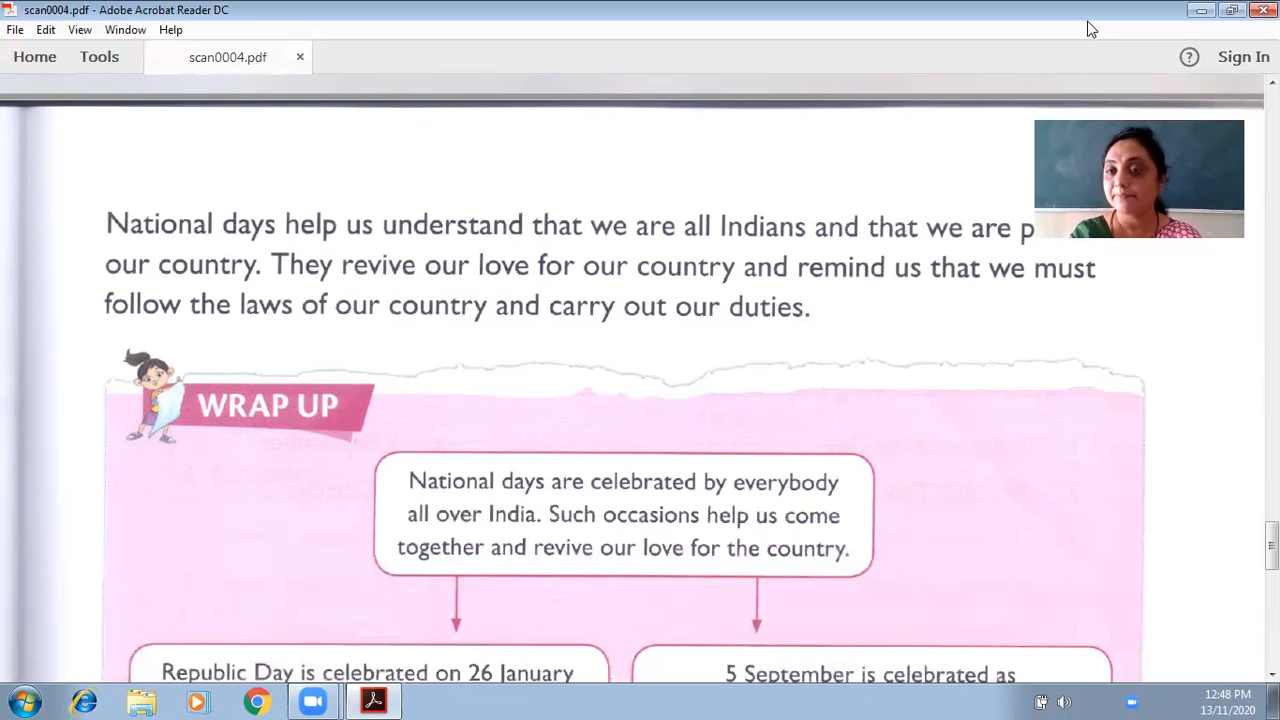 scan0004.pdf - Adobe Acrobat Reader DC
File Edit View Window Help
Home Tools scan0004.pdf × ? Sign In
National days help us understand that we are all Indians and that we are
our country. They revive our love for our country and remind us that we must
follow the laws of our country and carry out our duties.
WRAP UP
National days are celebrated by everybody
all over India. Such occasions help us come
together and revive our love for the country.
Republic Day is celebrated on 26 January
5 September is celebrated as
12:48 PM
13/11/2020